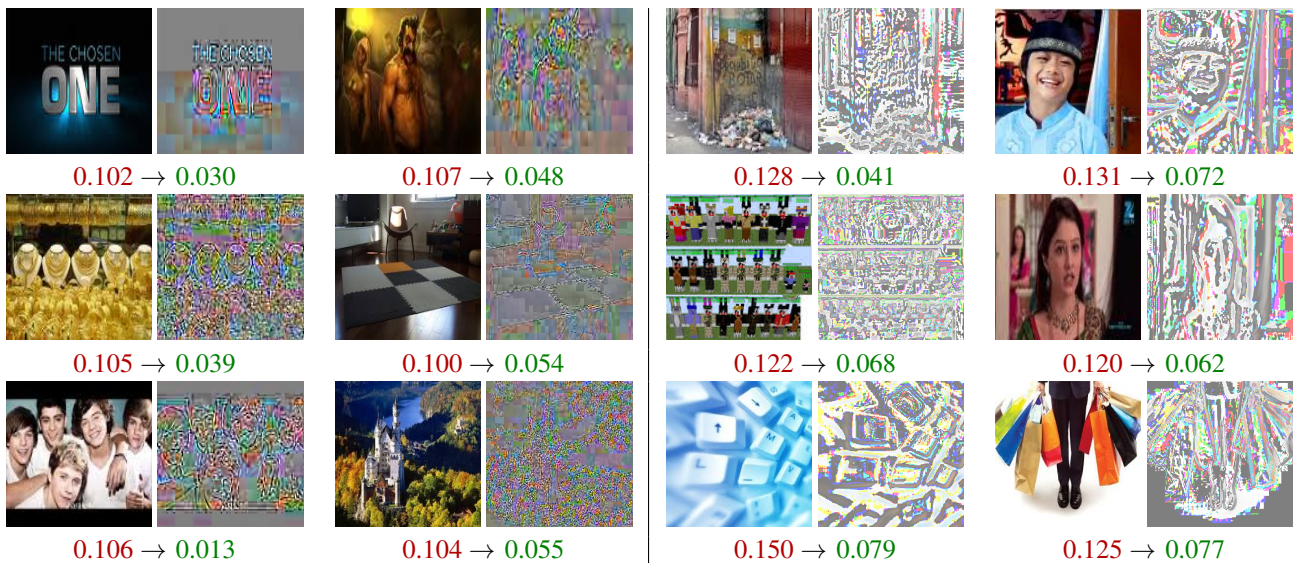 THE CHOSEN
ONE
THE CHOSEN
ONE
0.102 → 0.030
0.107 → 0.048
0.128 → 0.041
0.131 → 0.072
0.105 → 0.039
0.100 → 0.054
0.122 → 0.068
0.120 → 0.062
0.106 → 0.013
0.104 → 0.055
0.150 → 0.079
0.125 → 0.077